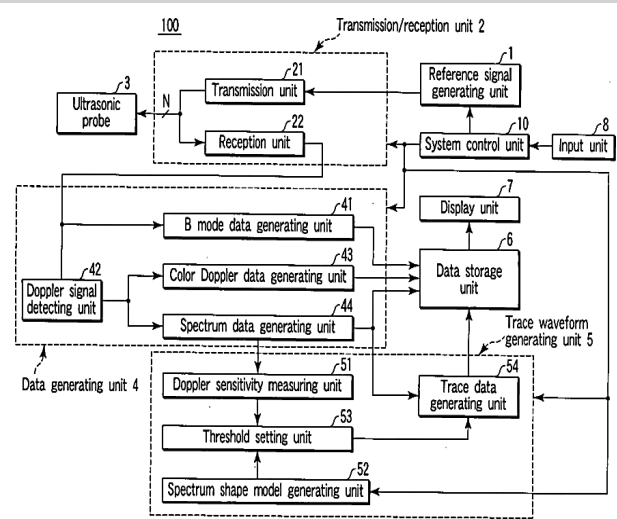 100
Transmission/reception unit 2
3
Ultrasonic
probe
N
21
Transmission unit
22
Reception unit
1
Reference signal
generating unit
10
System control unit
8
Input unit
7
Display unit
6
Data storage
unit
41
B mode data generating unit
42
Doppler signal
detecting unit
43
Color Doppler data generating unit
44
Spectrum data generating unit
Data generating unit 4
Trace waveform
generating unit 5
51
Doppler sensitivity measuring unit
53
Threshold setting unit
52
Spectrum shape model generating unit
54
Trace data
generating unit